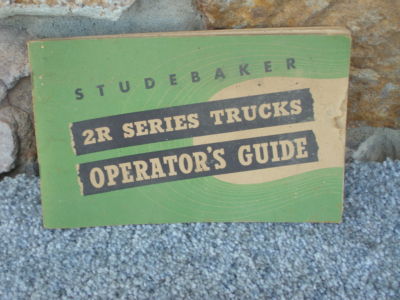 STUDEBAKER
2R SERIES TRUCKS
OPERATOR'S GUIDE